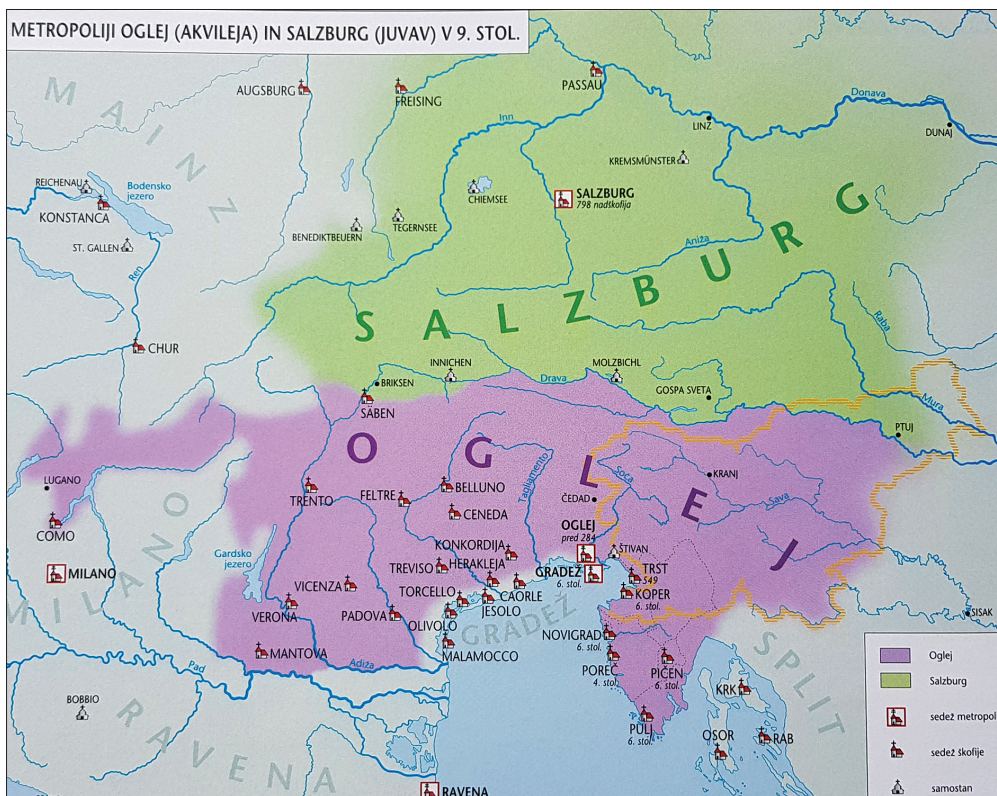 METROPOLIJI OGLEJ (AKVILEJA) IN SALZBURG (JUVAV) V 9. STOL.
MAINZ
AUGSBURG
FREISING
PASSAU
Inn
Donava
LINZ
DUNAJ
KREMSMÜNSTER
REICHENAU
Bodensko
jezero
KONSTANCA
ST. GALLEN
Ren
CHIEMSEE
SALZBURG
798 nadškofija
TEGERNSEE
BENEDIKTBEUERN
Aniža
SALZBURG
Raba
CHUR
INNICHEN
MOLZBICHL
BRIKSEN
Drava
GOSPA SVETA
SÄBEN
Mura
PTUJ
OGLEJ
LUGANO
COMO
TRENTO
FELTRE
BELLUNO
CENEDA
Tagliamento
Soča
ČEDAD
KRANJ
Sava
OGLEJ
pred 284
ŠTIVAN
MILANO
MILANO
Gardsko
jezero
KONKORDIJA
TREVISO
HERAKLEJA
GRADEŽ
6. stol.
TRST
549
KOPER
6. stol.
VICENZA
TORCELLO
CAORLE
JESOLO
VERONA
PADOVA
OLIVOLO
GRADEŽ
SISAK
MANTOVA
MALAMOCCO
NOVIGRAD
6. stol.
Pad
Adiža
POREČ
4. stol.
PIČEN
6. stol.
SPLIT
BOBBIO
RAVENA
PULJ
6. stol.
KRK
OSOR
RAB
RAVENA
Oglej
Salzburg
sedež metropol
sedež škofije
samostan